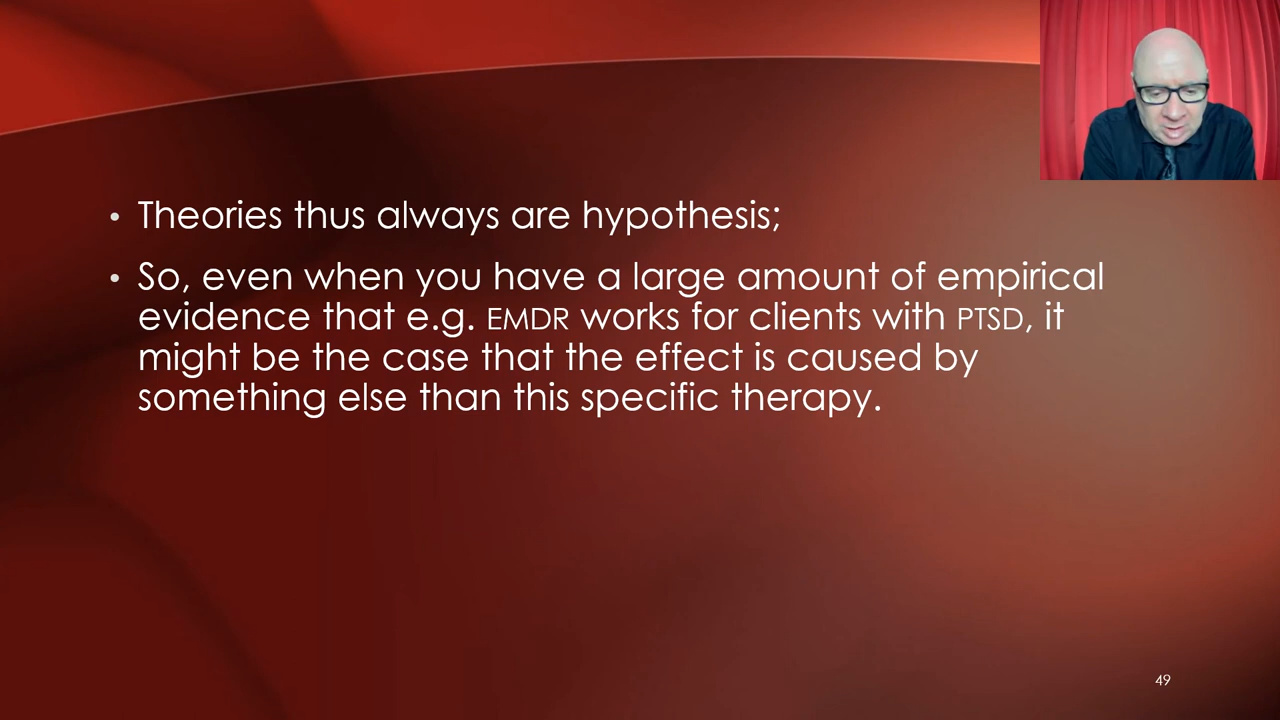 • Theories thus always are hypothesis;
• So, even when you have a large amount of empirical
evidence that e.g. EMDR works for clients with PTSD, it
might be the case that the effect is caused by
something else than this specific therapy.
49